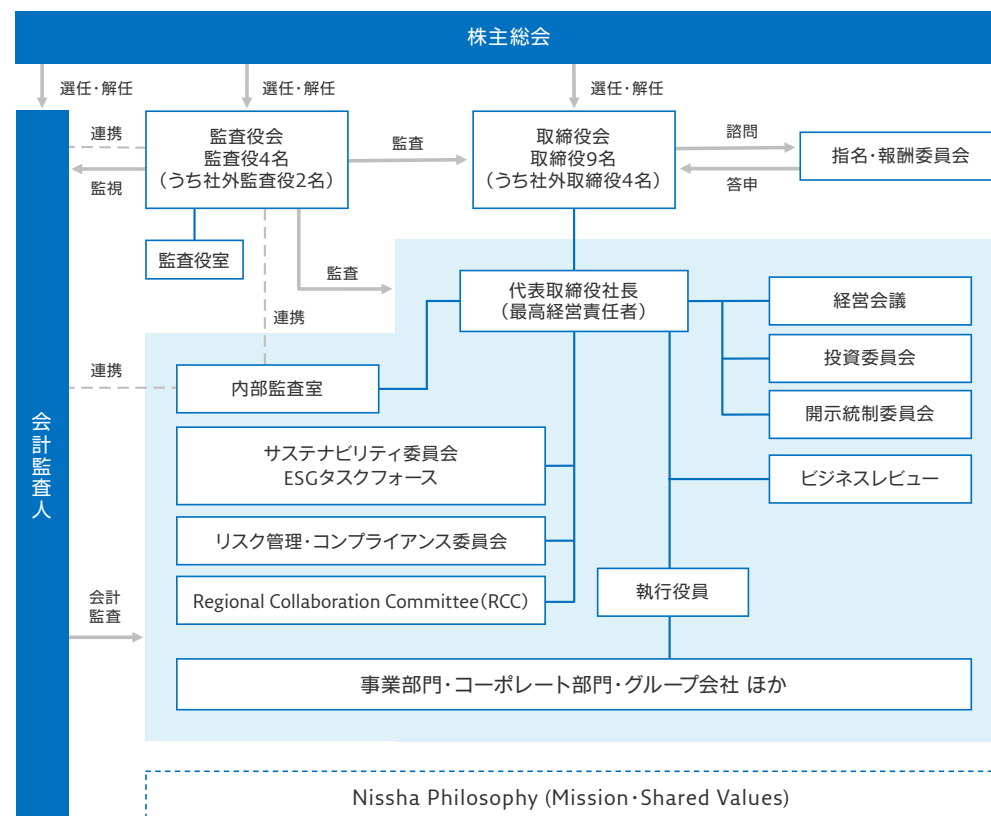 株主総会
選任・解任
選任・解任
選任・解任
連携
監視
監査役会
監査役4名
（うち社外監査役2名）
監査
取締役会
取締役9名
（うち社外取締役4名）
諮問
答申
指名・報酬委員会
監査役室
監査
連携
代表取締役社長
（最高経営責任者）
経営会議
投資委員会
開示統制委員会
ビジネスレビュー
連携
内部監査室
会計監査人
サステナビリティ委員会
ESGタスクフォース
リスク管理・コンプライアンス委員会
Regional Collaboration Committee（RCC）
執行役員
会計
監査
事業部門・コーポレート部門・グループ会社 ほか
Nissha Philosophy (Mission・Shared Values)